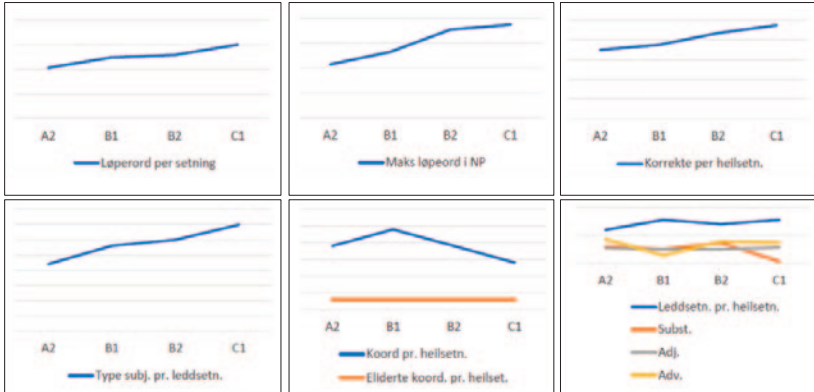 A2 B1 B2 C1
Løperord per setning
A2 B1 B2 C1
Maks løpeord i NP
A2 B1 B2 C1
Korrekte per heilsetn.
A2 B1 B2 C1
Type subj. pr. leddsetn.
A2 B1 B2 C1
Koord pr. heilsetn.
Eliderte koord. pr. heilset.
A2 B1 B2 C1
Leddsetn. pr. heilsetn.
Subst.
Adj.
Adv.